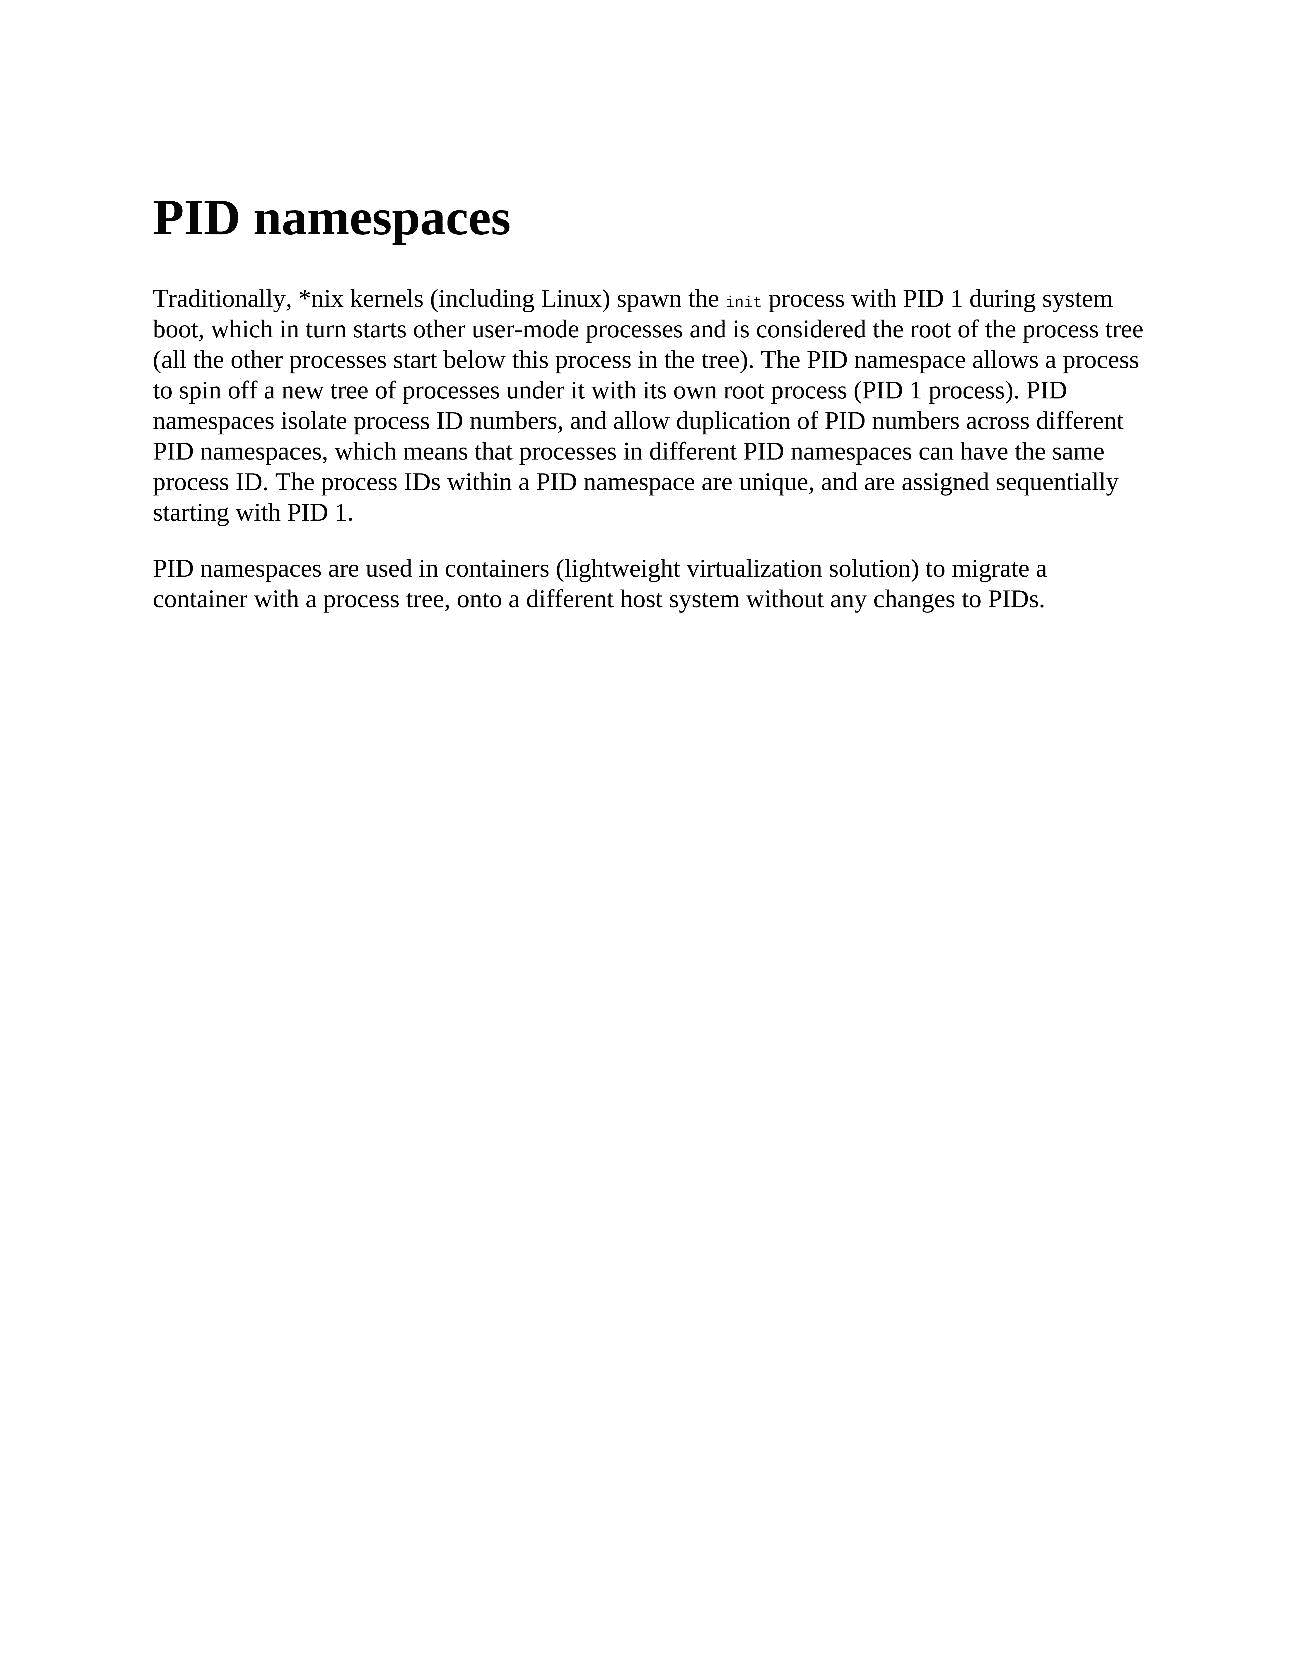 PID namespaces
Traditionally, *nix kernels (including Linux) spawn the init process with PID 1 during system
boot, which in turn starts other user-mode processes and is considered the root of the process tree
(all the other processes start below this process in the tree). The PID namespace allows a process
to spin off a new tree of processes under it with its own root process (PID 1 process). PID
namespaces isolate process ID numbers, and allow duplication of PID numbers across different
PID namespaces, which means that processes in different PID namespaces can have the same
process ID. The process IDs within a PID namespace are unique, and are assigned sequentially
starting with PID 1.
PID namespaces are used in containers (lightweight virtualization solution) to migrate a
container with a process tree, onto a different host system without any changes to PIDs.